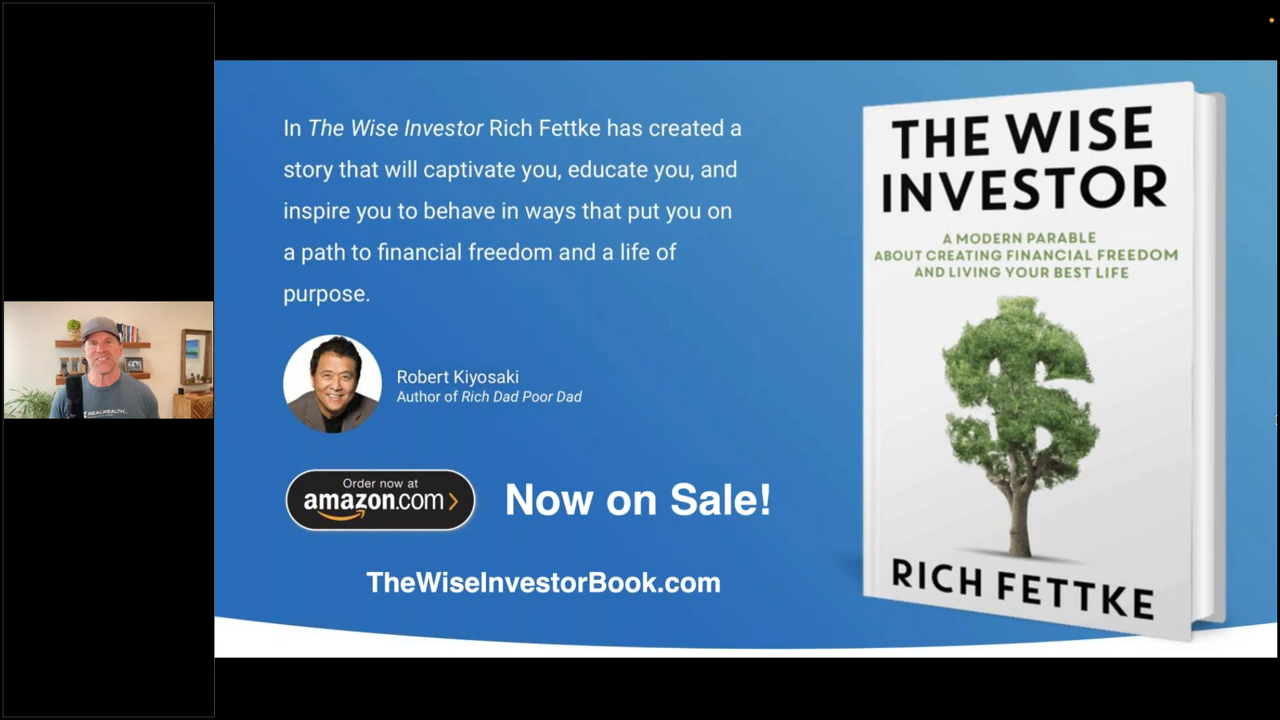 In The Wise Investor Rich Fettke has created a
story that will captivate you, educate you, and
inspire you to behave in ways that put you on
a path to financial freedom and a life of
purpose.
Robert Kiyosaki
Author of Rich Dad Poor Dad
Order now at
amazon.com
Now on Sale!
TheWiseInvestorBook.com
THE WISE
INVESTOR
A MODERN PARABLE
ABOUT CREATING FINANCIAL FREEDOM
AND LIVING YOUR BEST LIFE
RICH FETTKE
REALWEALTH